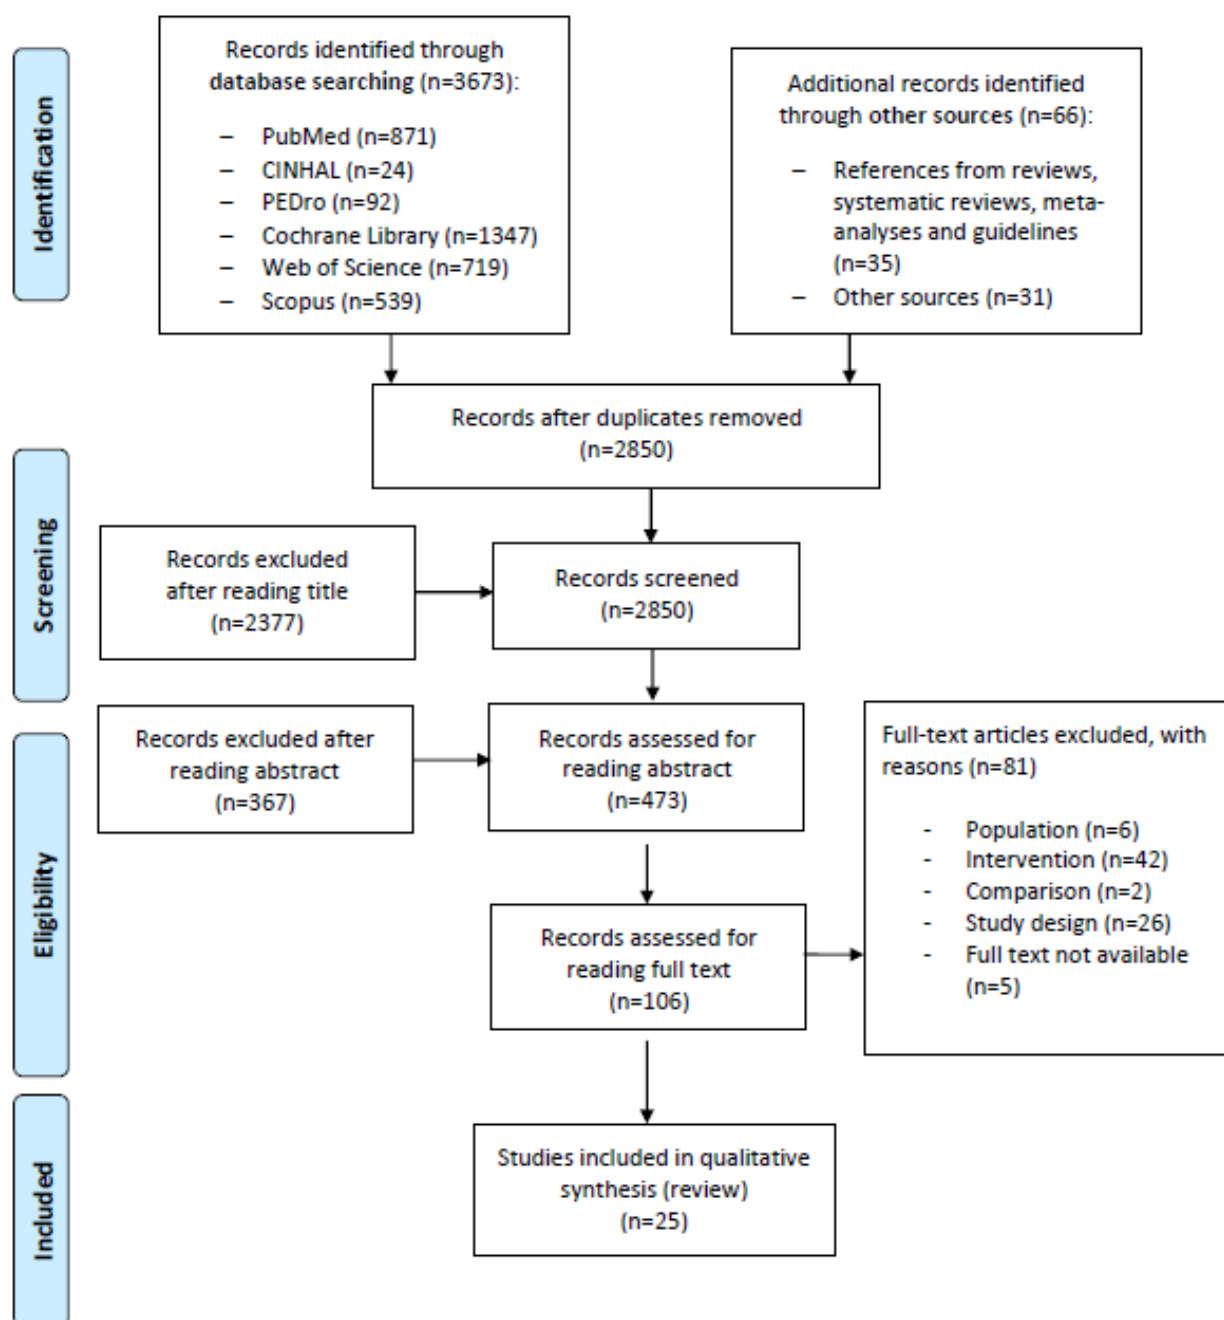 Identification
Records identified through
database searching (n=3673):
– PubMed (n=871)
– CINHAL (n=24)
– PEDro (n=92)
– Cochrane Library (n=1347)
– Web of Science (n=719)
– Scopus (n=539)
Additional records identified
through other sources (n=66):
– References from reviews,
systematic reviews, meta-
analyses and guidelines
(n=35)
– Other sources (n=31)
Records after duplicates removed
(n=2850)
Screening
Records excluded
after reading title
(n=2377)
Records screened
(n=2850)
Eligibility
Records excluded after
reading abstract
(n=367)
Records assessed for
reading abstract
(n=473)
Full-text articles excluded, with
reasons (n=81)
- Population (n=6)
- Intervention (n=42)
- Comparison (n=2)
- Study design (n=26)
- Full text not available
(n=5)
Records assessed for
reading full text
(n=106)
Included
Studies included in qualitative
synthesis (review)
(n=25)